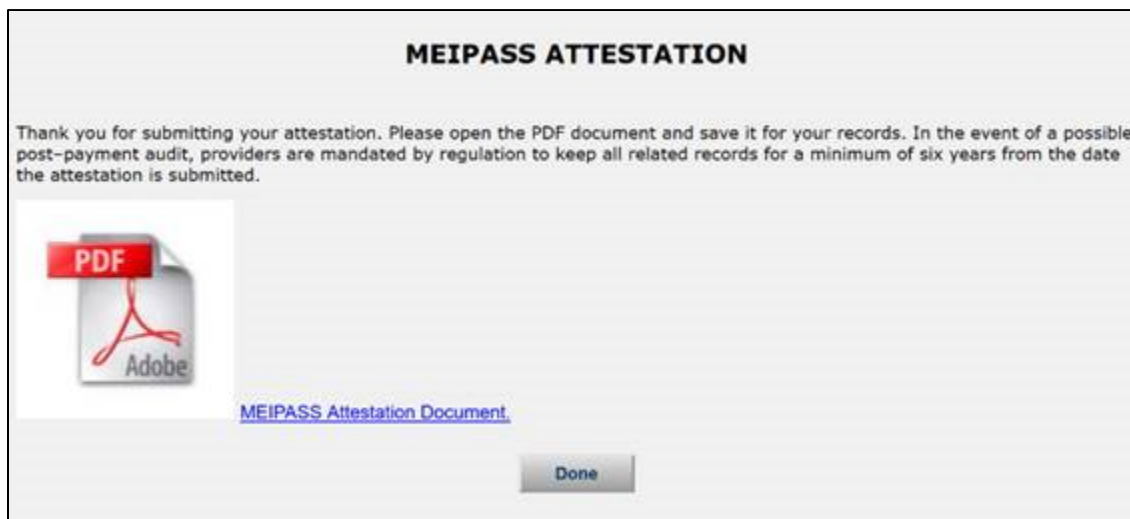 MEIPASS ATTESTATION
Thank you for submitting your attestation. Please open the PDF document and save it for your records. In the event of a possible
post-payment audit, providers are mandated by regulation to keep all related records for a minimum of six years from the date
the attestation is submitted.
PDF
Adobe
MEIPASS Attestation Document.
Done